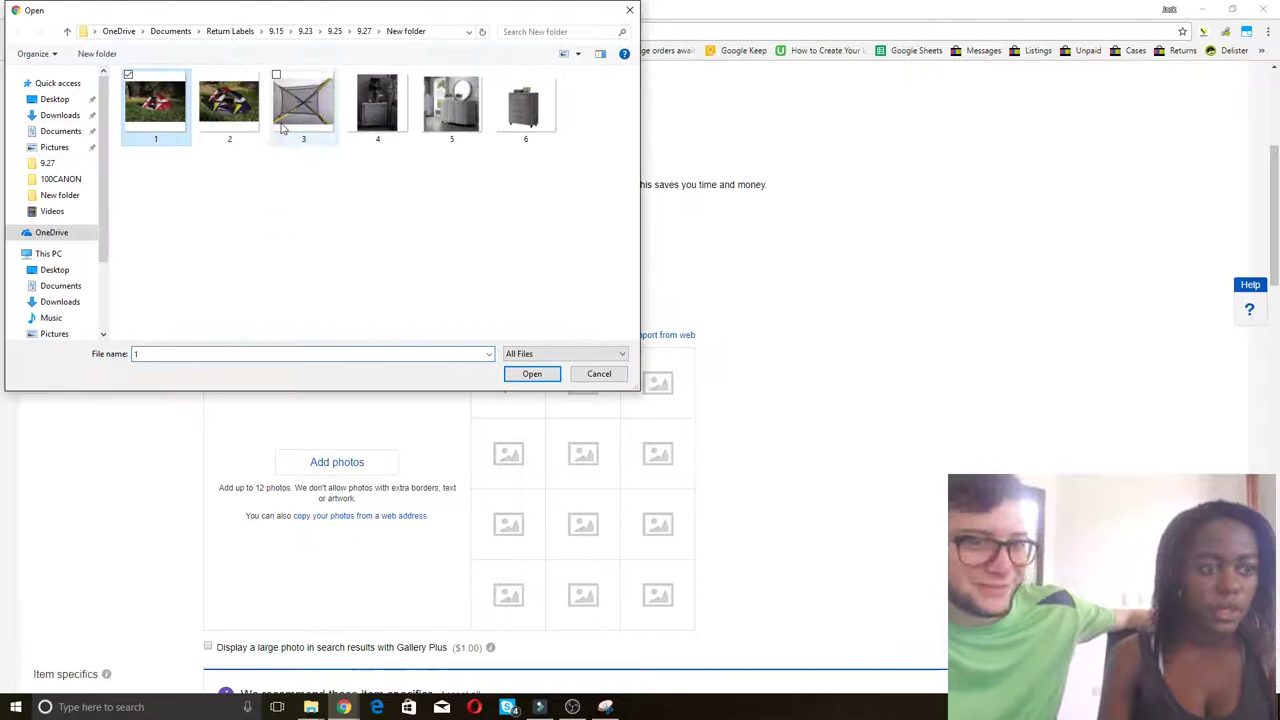 Open
Josh
OneDrive > Documents > Return Labels > 9.15 > 9.23 > 9.25 > 9.27 > New folder
Search New folder
Organize
New folder
Google Keep
How to Create Your
Google Sheets
Messages
Listings
Unpaid
Cases
Returns
Delister
Quick access
Desktop
Downloads
Documents
Pictures
9.27
100CANON
New folder
Videos
OneDrive
This PC
Desktop
Documents
Downloads
Music
Pictures
1
2
3
4
5
6
his saves you time and money.
Help
?
port from web
File name:
1
All Files
Open
Cancel
Add photos
Add up to 12 photos. We don't allow photos with extra borders, text
or artwork.
You can also copy your photos from a web address
Display a large photo in search results with Gallery Plus ($1.00)
Item specifics
Type here to search
4